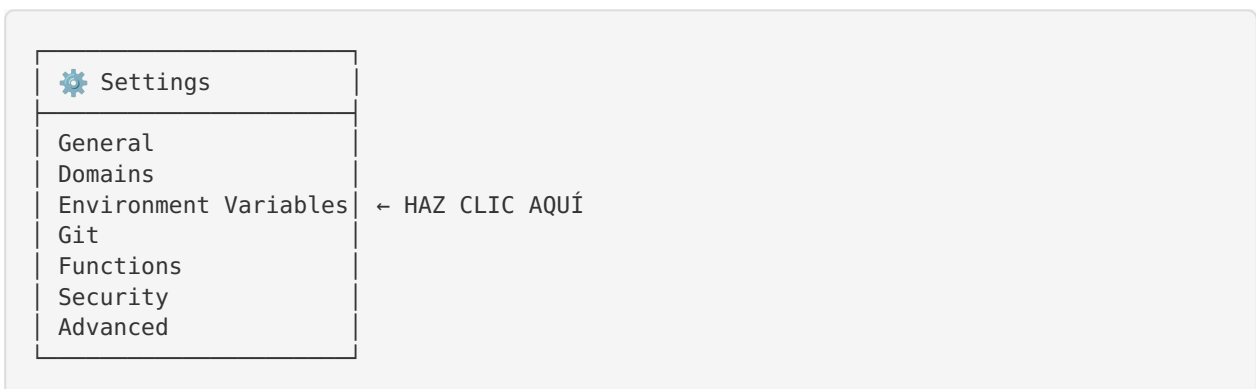 ⚙️ Settings
General
Domains
Environment Variables ← HAZ CLIC AQUÍ
Git
Functions
Security
Advanced